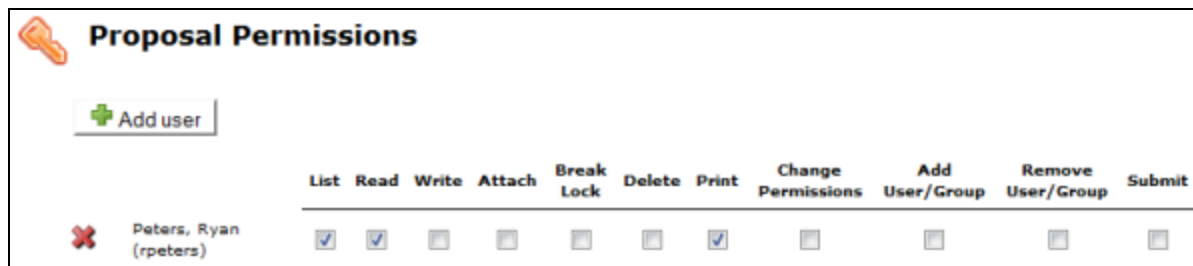 Proposal Permissions
Add user
List Read Write Attach Break Lock Delete Print Change Permissions Add User/Group Remove User/Group Submit
Peters, Ryan
(rpeters)